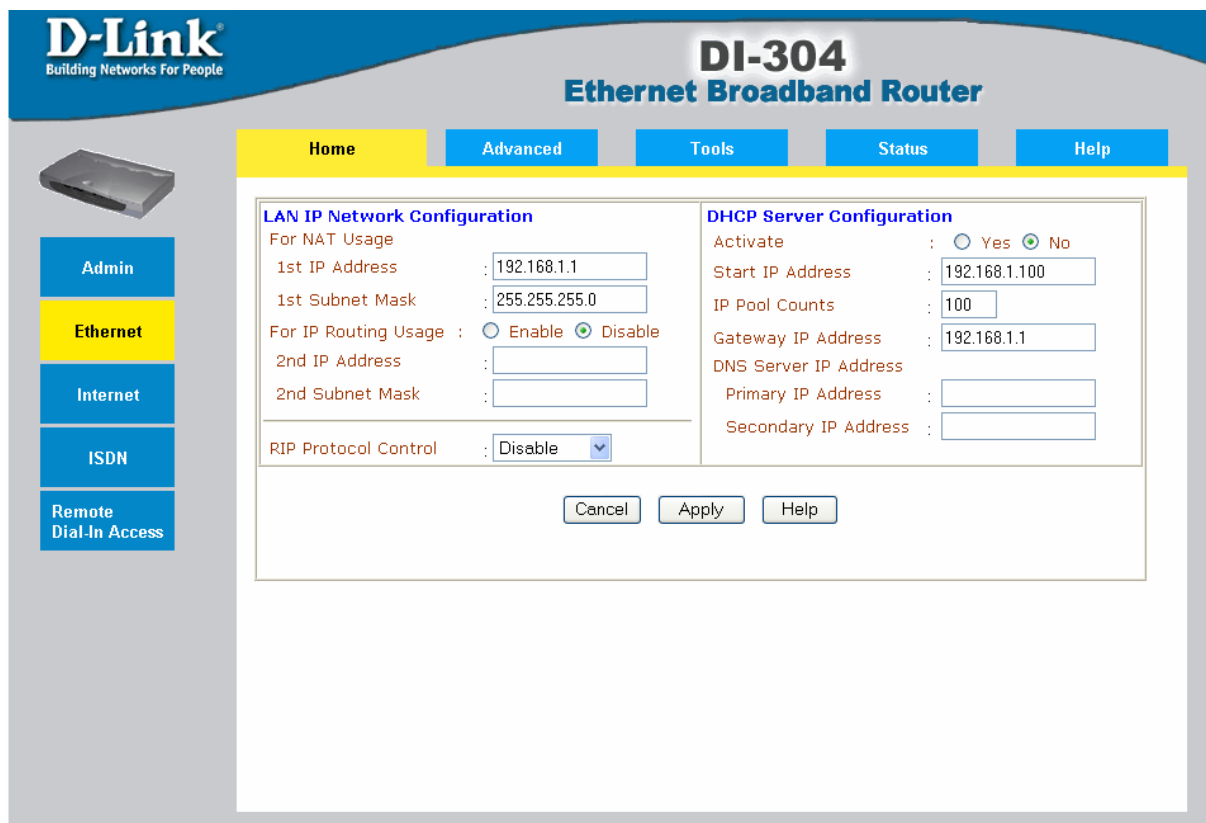 D-Link
Building Networks For People
DI-304
Ethernet Broadband Router
Home Advanced Tools Status Help
Admin
Ethernet
Internet
ISDN
Remote
Dial-In Access
LAN IP Network Configuration
For NAT Usage
1st IP Address : 192.168.1.1
1st Subnet Mask : 255.255.255.0
For IP Routing Usage : Enable Disable
2nd IP Address :
2nd Subnet Mask :
RIP Protocol Control : Disable
DHCP Server Configuration
Activate : Yes No
Start IP Address : 192.168.1.100
IP Pool Counts : 100
Gateway IP Address : 192.168.1.1
DNS Server IP Address
Primary IP Address :
Secondary IP Address :
Cancel Apply Help